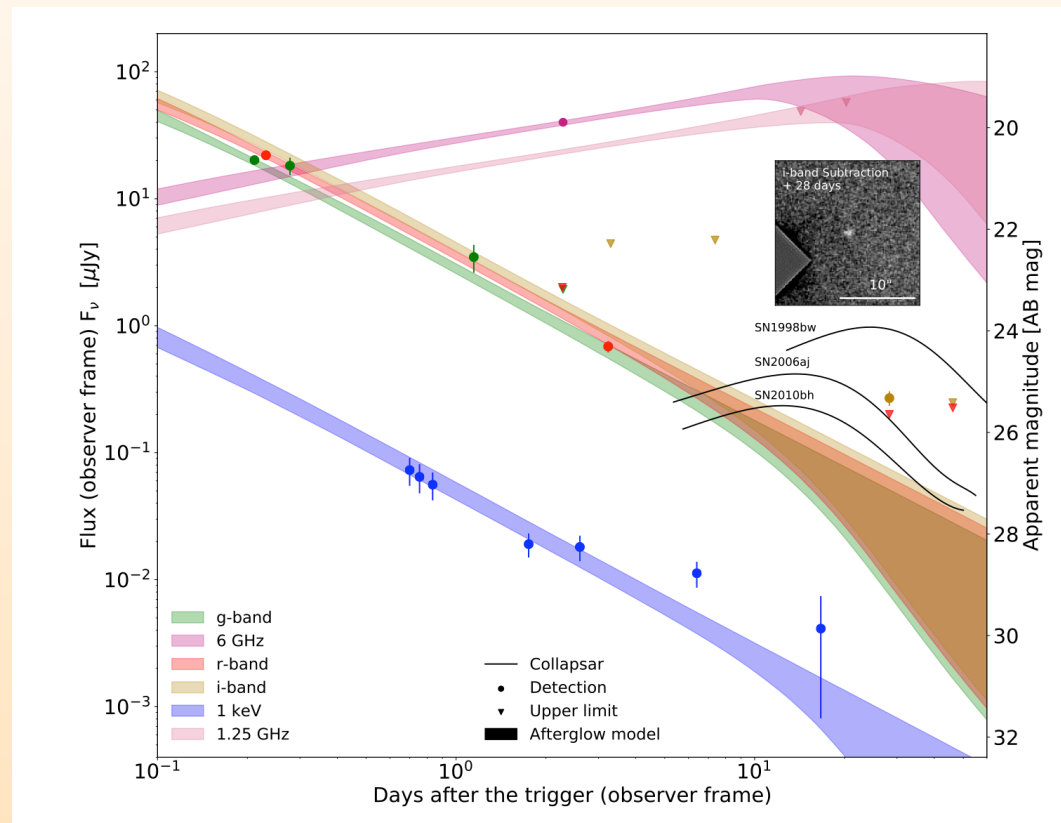 10²
10¹
10⁰
10⁻¹
10⁻²
10⁻³
Flux (observer frame) Fᵥ [μJy]
20
22
24
26
28
30
32
Apparent magnitude [AB mag]
i-band Subtraction
+ 28 days
10"
SN1998bw
SN2006aj
SN2010bh
g-band
6 GHz
r-band
i-band
1 keV
1.25 GHz
Collapsar
Detection
Upper limit
Afterglow model
10⁻¹
10⁰
10¹
Days after the trigger (observer frame)